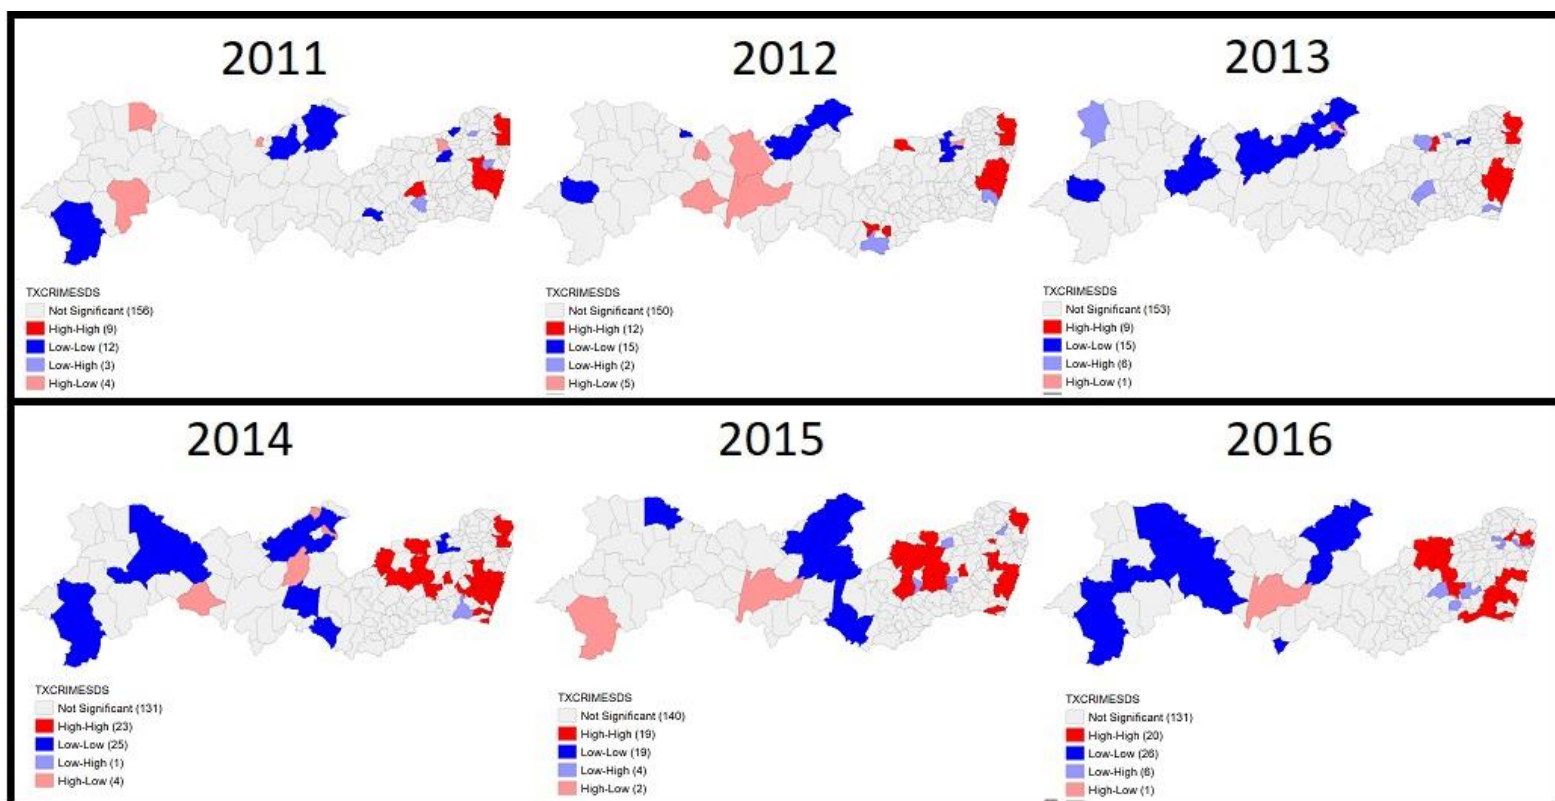 2011
2012
2013
TXCRIMESDS
Not Significant (156)
High-High (9)
Low-Low (12)
Low-High (3)
High-Low (4)
TXCRIMESDS
Not Significant (150)
High-High (12)
Low-Low (15)
Low-High (2)
High-Low (5)
TXCRIMESDS
Not Significant (153)
High-High (9)
Low-Low (15)
Low-High (6)
High-Low (1)
2014
2015
2016
TXCRIMESDS
Not Significant (131)
High-High (23)
Low-Low (25)
Low-High (1)
High-Low (4)
TXCRIMESDS
Not Significant (140)
High-High (19)
Low-Low (19)
Low-High (4)
High-Low (2)
TXCRIMESDS
Not Significant (131)
High-High (20)
Low-Low (26)
Low-High (6)
High-Low (1)